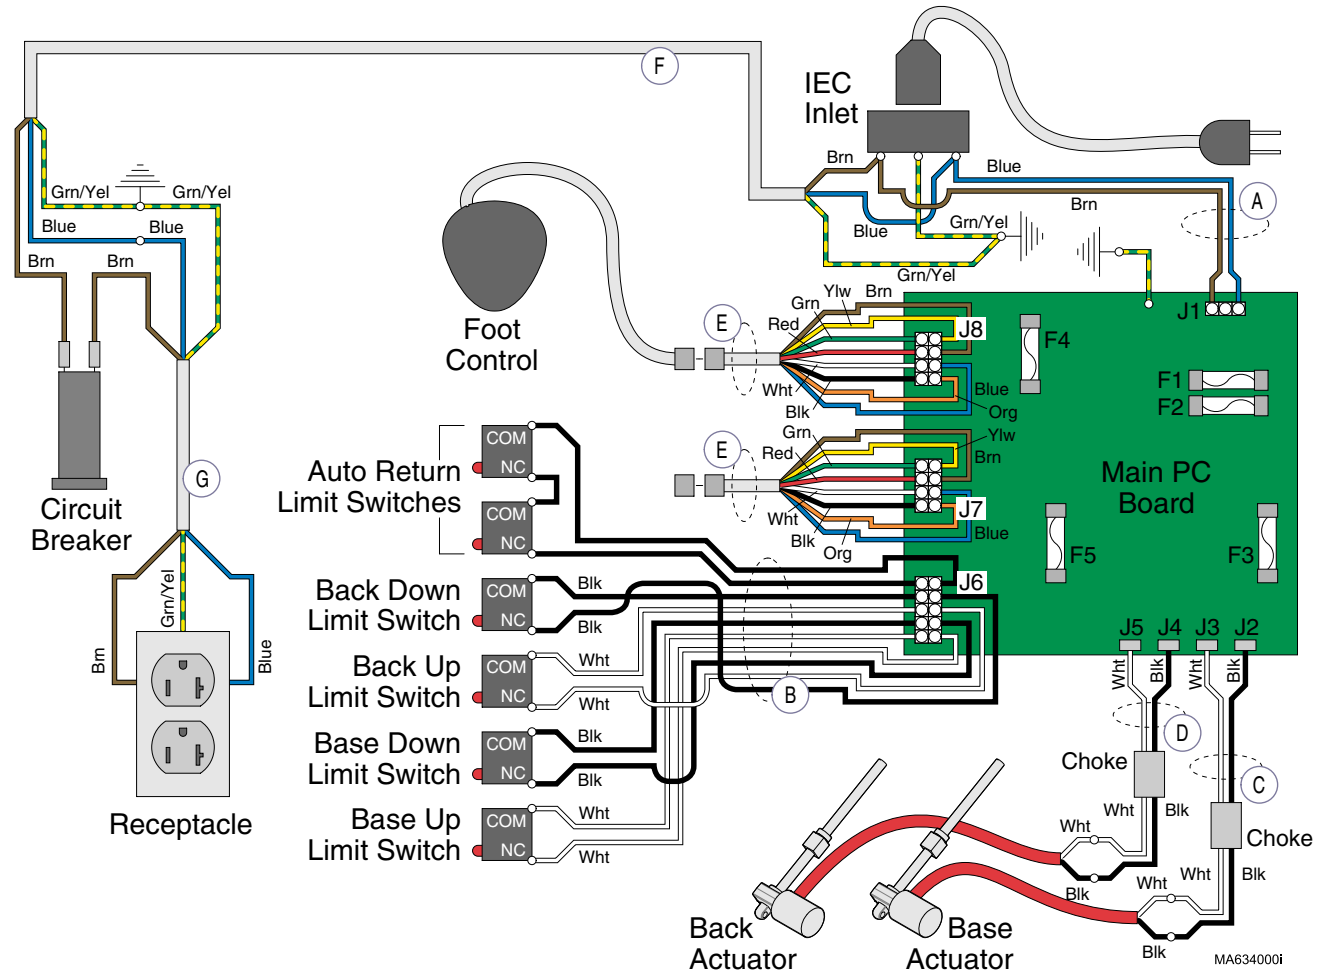 F
IEC
Inlet
Brn
Blue
Grn/Yel
Grn/Yel
Blue
Blue
Brn
Brn
Blue
Grn/Yel
Grn/Yel
Brn
A
J1
Foot
Control
E
Ylw
Brn
Grn
Red
Wht
Blk
J8
Blue
Org
F4
F1
F2
Circuit
Breaker
G
Auto Return
Limit Switches
COM
NC
COM
NC
E
Grn
Red
Wht
Blk
Org
Ylw
Brn
J7
Blue
Main PC
Board
F5
F3
Back Down
Limit Switch
COM
NC
Blk
Blk
J6
Back Up
Limit Switch
COM
NC
Wht
Wht
B
Base Down
Limit Switch
COM
NC
Blk
Blk
Base Up
Limit Switch
COM
NC
Wht
Wht
Grn/Yel
Brn
Blue
Receptacle
J5
J4
J3
J2
Wht
Blk
Wht
Blk
D
C
Choke
Wht
Blk
Wht
Blk
Choke
Wht
Blk
Wht
Blk
Back
Actuator
Base
Actuator
MA634000i